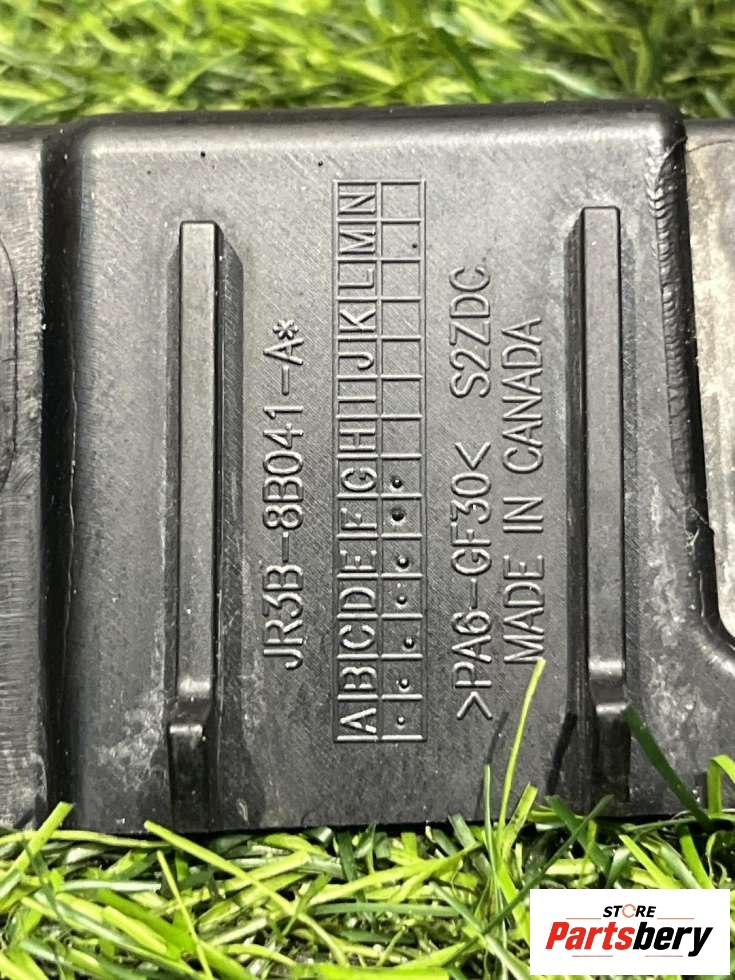 JR3B-8B041-A*
A B C D E F G H I J K L M N
>PA6-GF30< S2ZDC
MADE IN CANADA
STORE
Partsbery